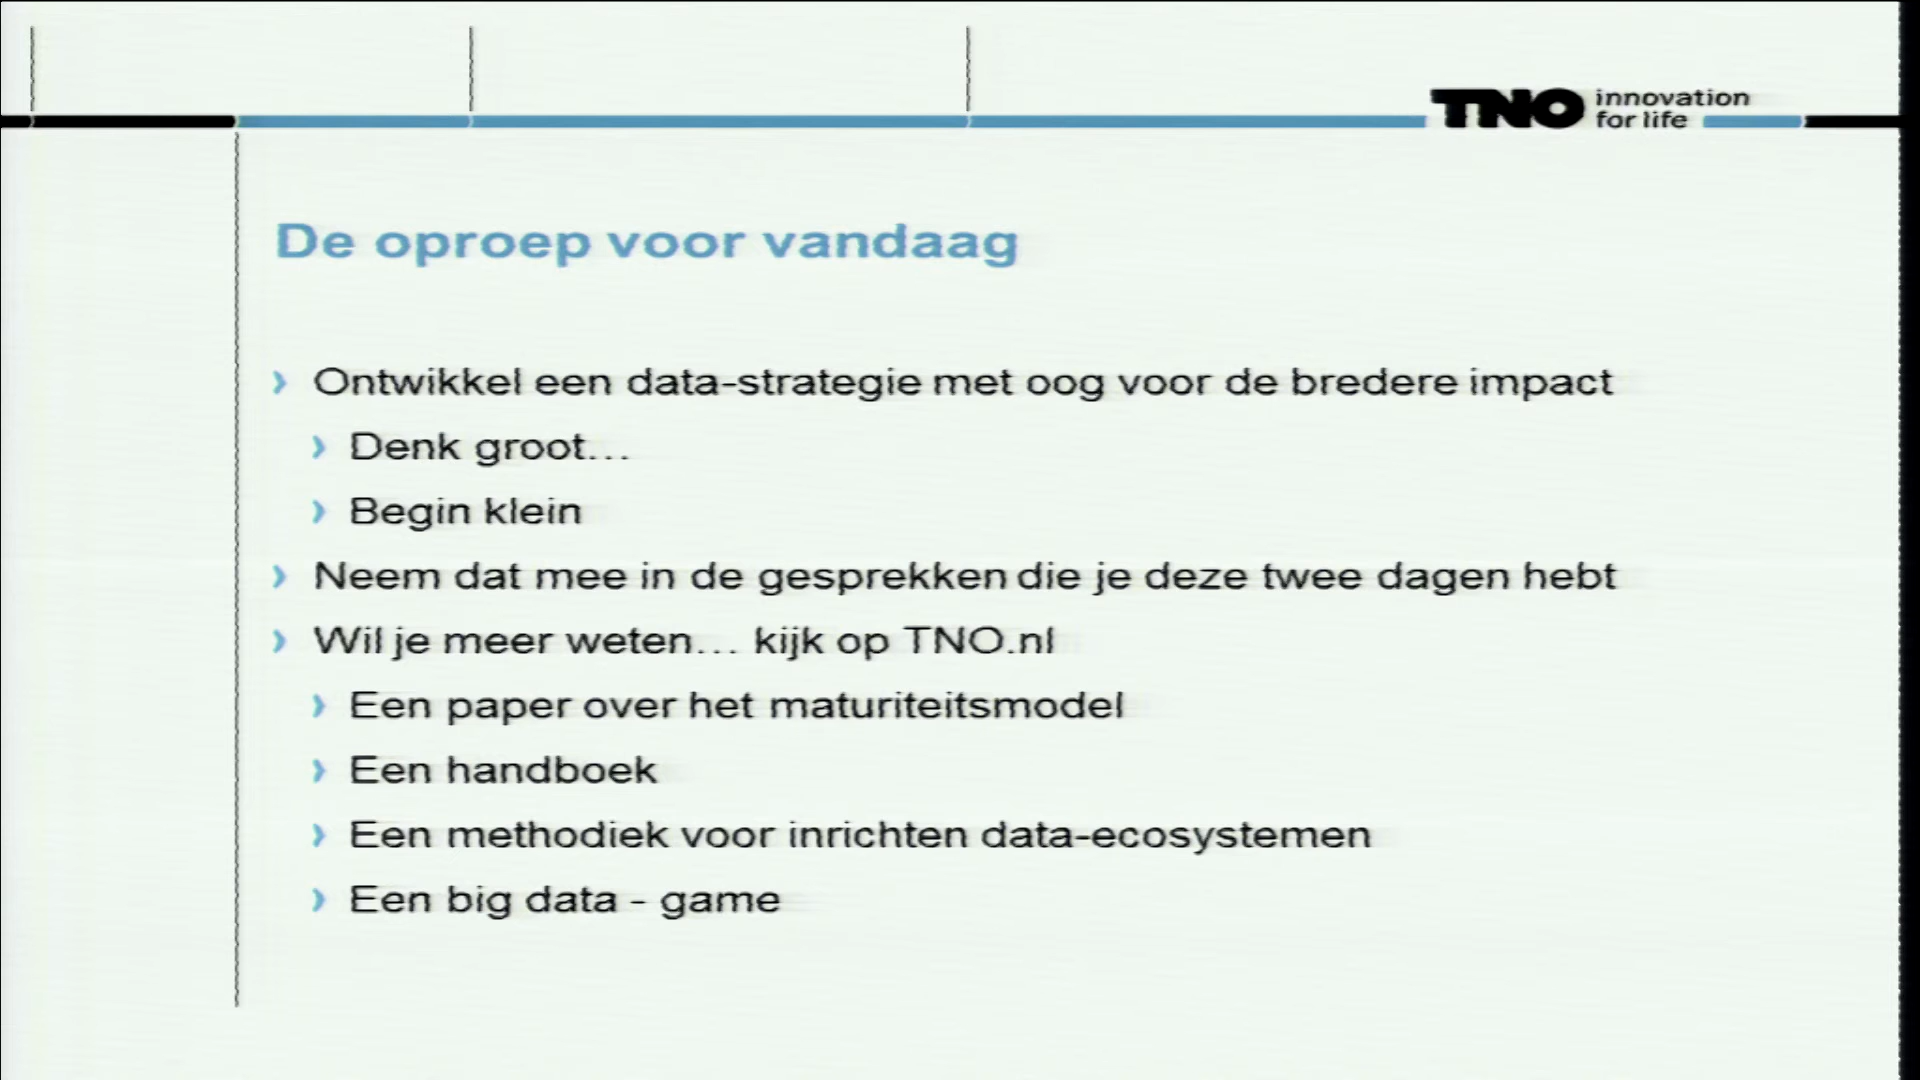 TNO innovation
for life
De oproep voor vandaag
Ontwikkel een data-strategie met oog voor de bredere impact
Denk groot...
Begin klein
Neem dat mee in de gesprekken die je deze twee dagen hebt
Wil je meer weten... kijk op TNO.nl
Een paper over het maturiteitsmodel
Een handboek
Een methodiek voor inrichten data-ecosystemen
Een big data - game